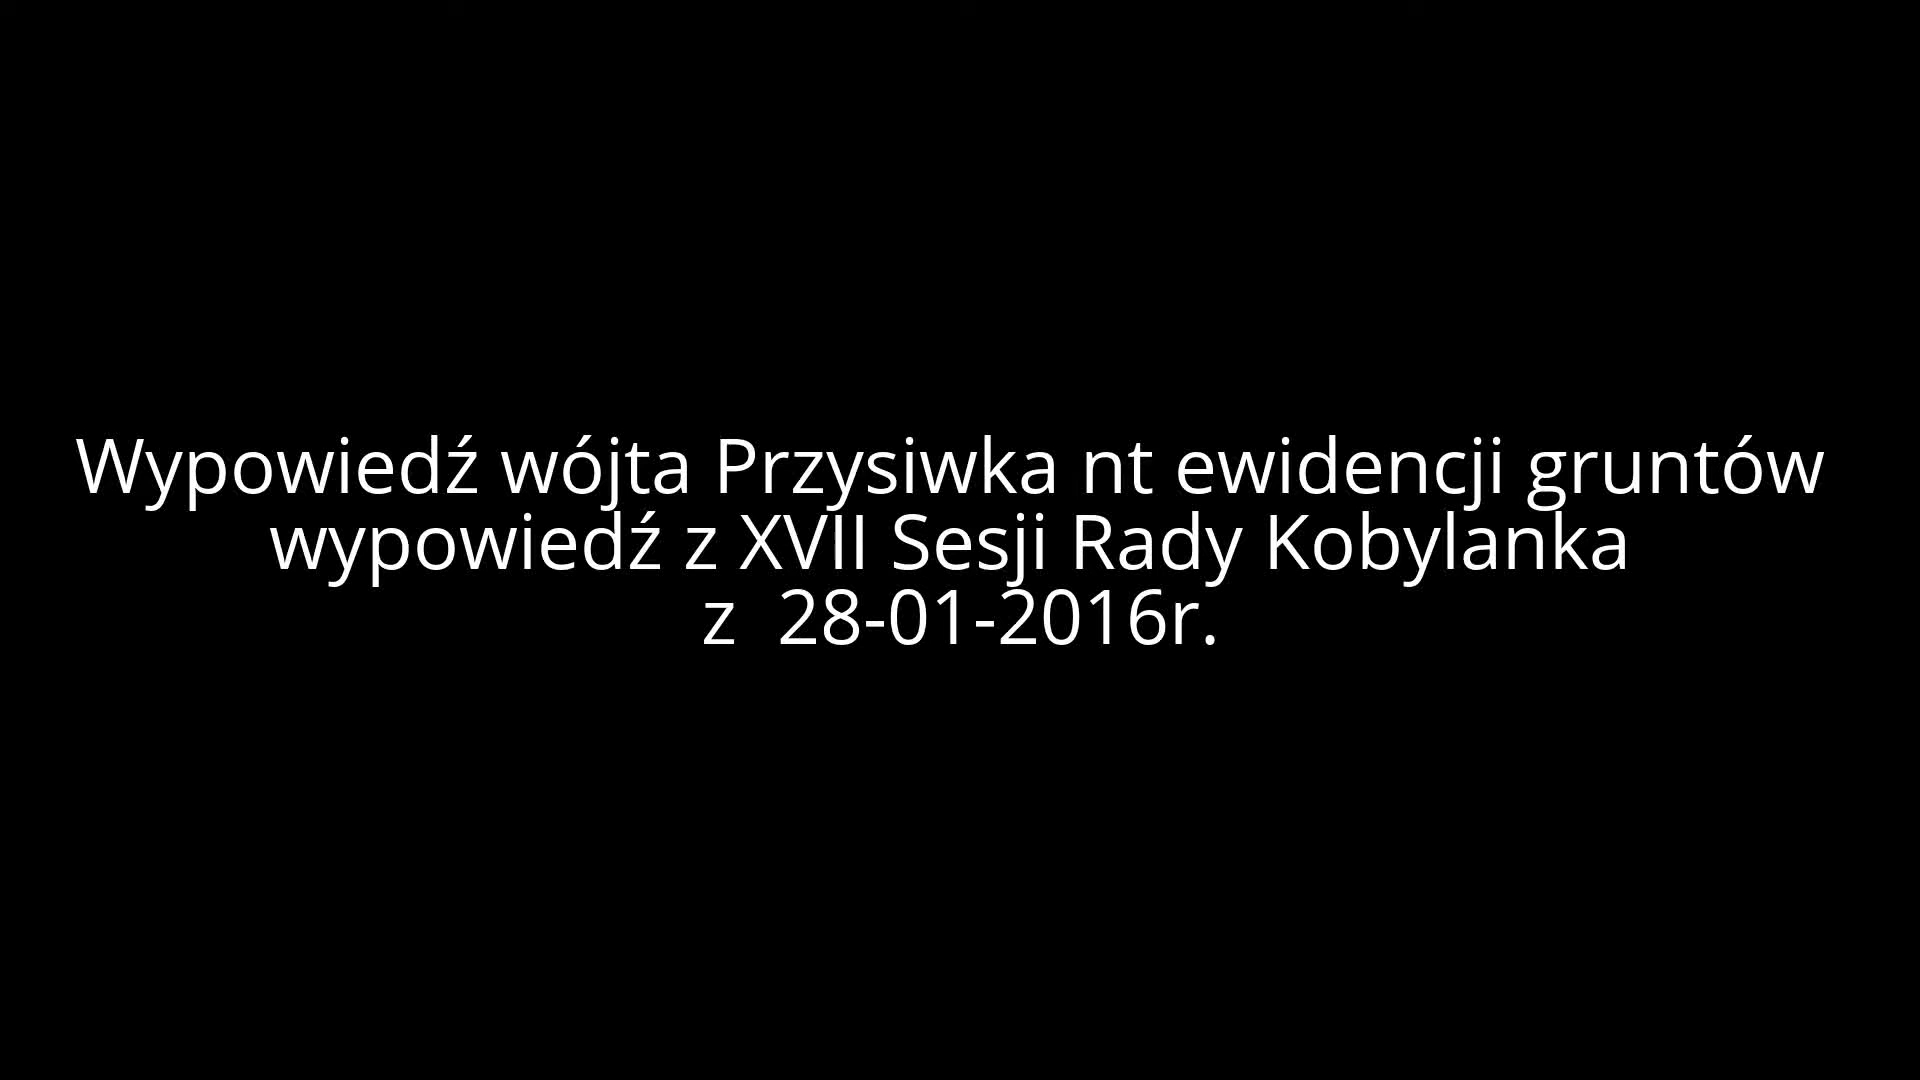 Wypowiedź wójta Przysiwka nt ewidencji gruntów
wypowiedź z XVII Sesji Rady Kobylanka
z  28-01-2016r.